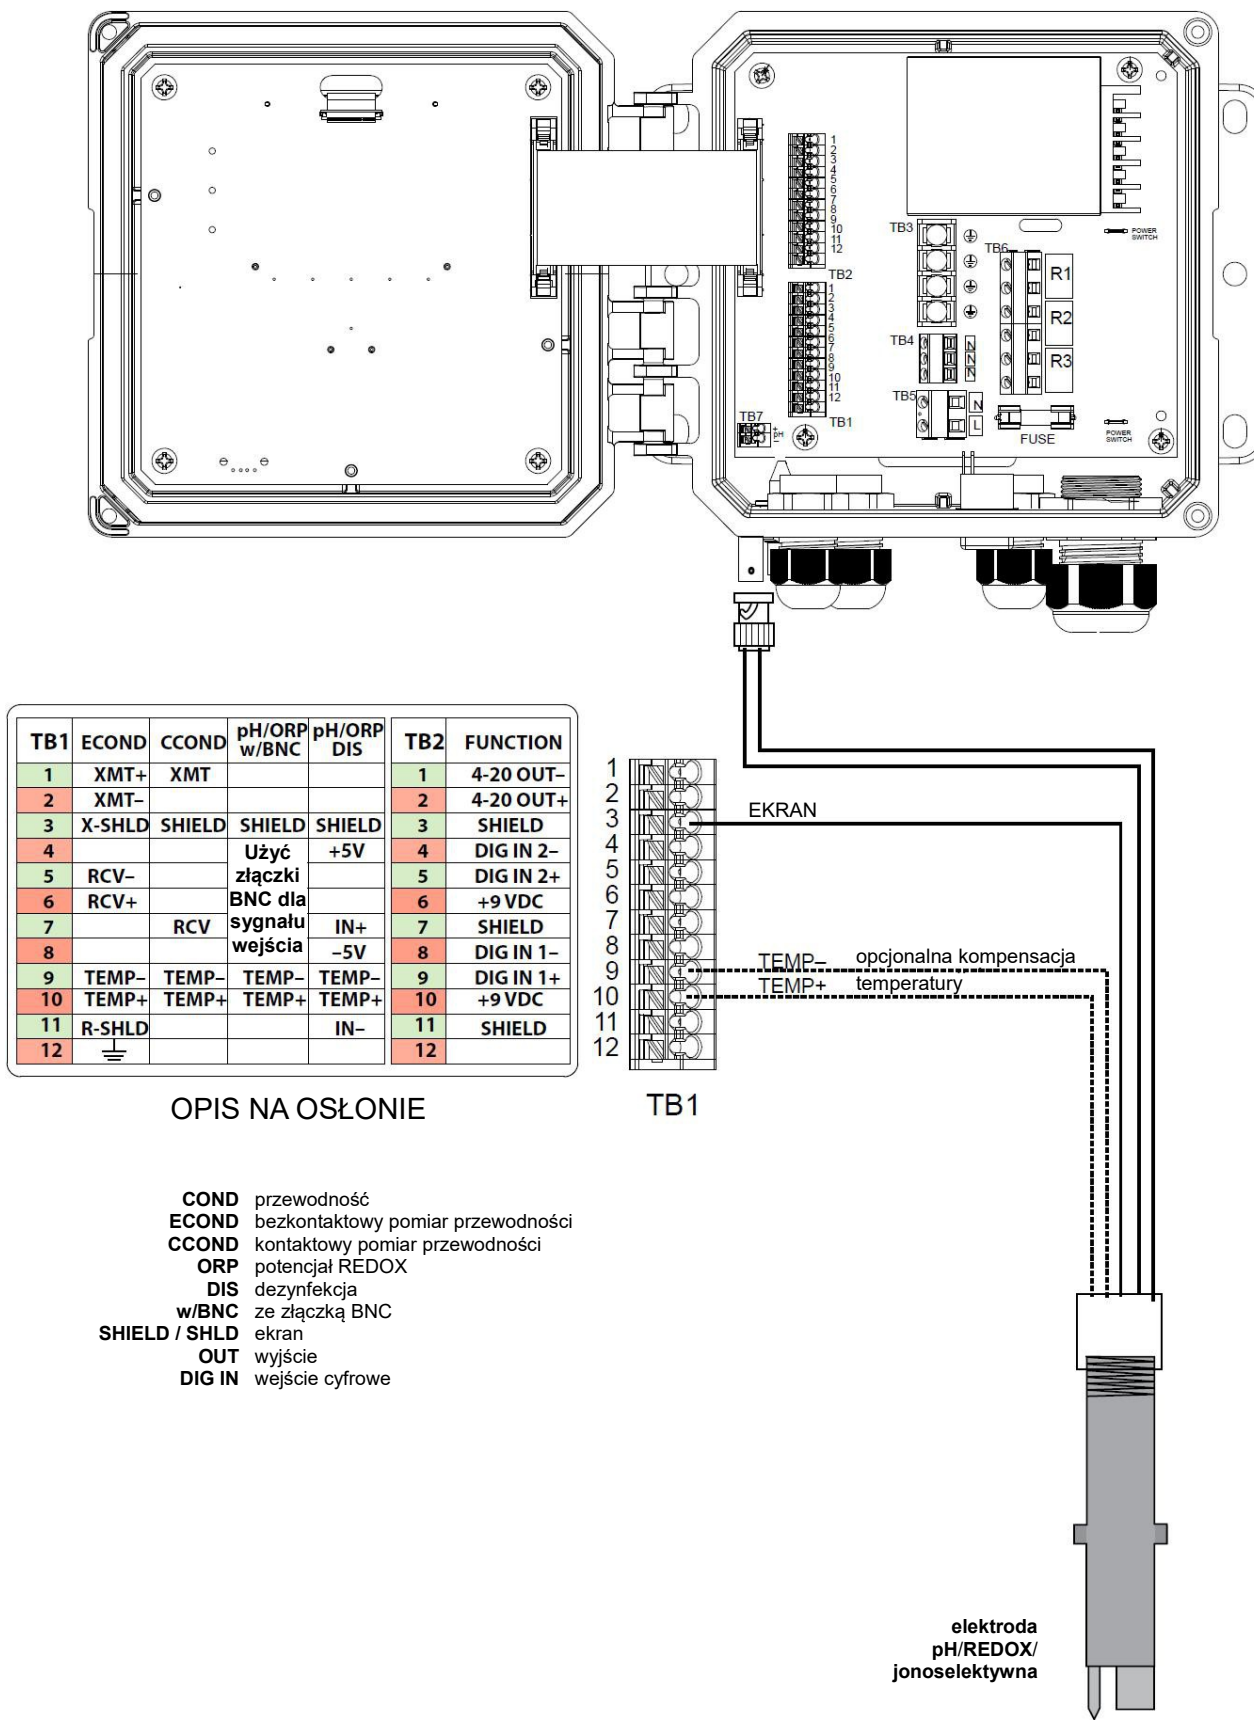 1
2
3
4
5
6
7
8
9
10
11
12
TB2
1
2
3
4
5
6
7
8
9
10
11
12
TB1
TB7
+
pH
−
TB3
TB4
N
N
N
TB5
N
L
TB6
R1
R2
R3
FUSE
POWER
SWITCH
POWER
SWITCH
TB1 ECOND CCOND pH/ORP w/BNC pH/ORP DIS TB2 FUNCTION
1 XMT+ XMT 1 4-20 OUT–
2 XMT– 2 4-20 OUT+
3 X-SHLD SHIELD SHIELD SHIELD 3 SHIELD
4 Użyć +5V 4 DIG IN 2–
5 RCV– złączki 5 DIG IN 2+
6 RCV+ BNC dla 6 +9 VDC
7 RCV sygnału IN+ 7 SHIELD
8 wejścia –5V 8 DIG IN 1–
9 TEMP– TEMP– TEMP– TEMP– 9 DIG IN 1+
10 TEMP+ TEMP+ TEMP+ TEMP+ 10 +9 VDC
11 R-SHLD IN– 11 SHIELD
12 12
OPIS NA OSŁONIE
1
2
3
4
5
6
7
8
9
10
11
12
TB1
EKRAN
TEMP– opcjonalna kompensacja
TEMP+ temperatury
COND przewodność
ECOND bezkontaktowy pomiar przewodności
CCOND kontaktowy pomiar przewodności
ORP potencjał REDOX
DIS dezynfekcja
w/BNC ze złączką BNC
SHIELD / SHLD ekran
OUT wyjście
DIG IN wejście cyfrowe
elektroda
pH/REDOX/
jonoselektywna